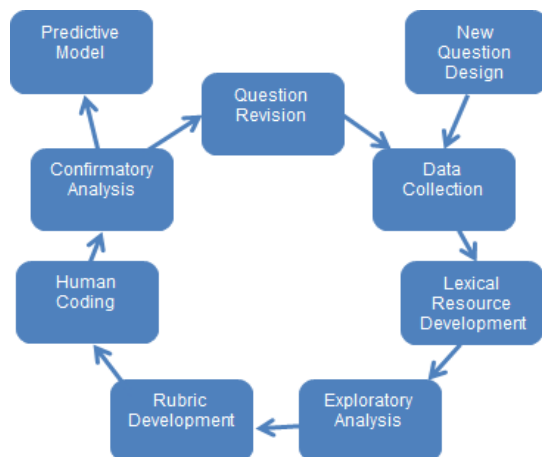 Predictive
Model
New
Question
Design
Question
Revision
Confirmatory
Analysis
Data
Collection
Human
Coding
Lexical
Resource
Development
Rubric
Development
Exploratory
Analysis